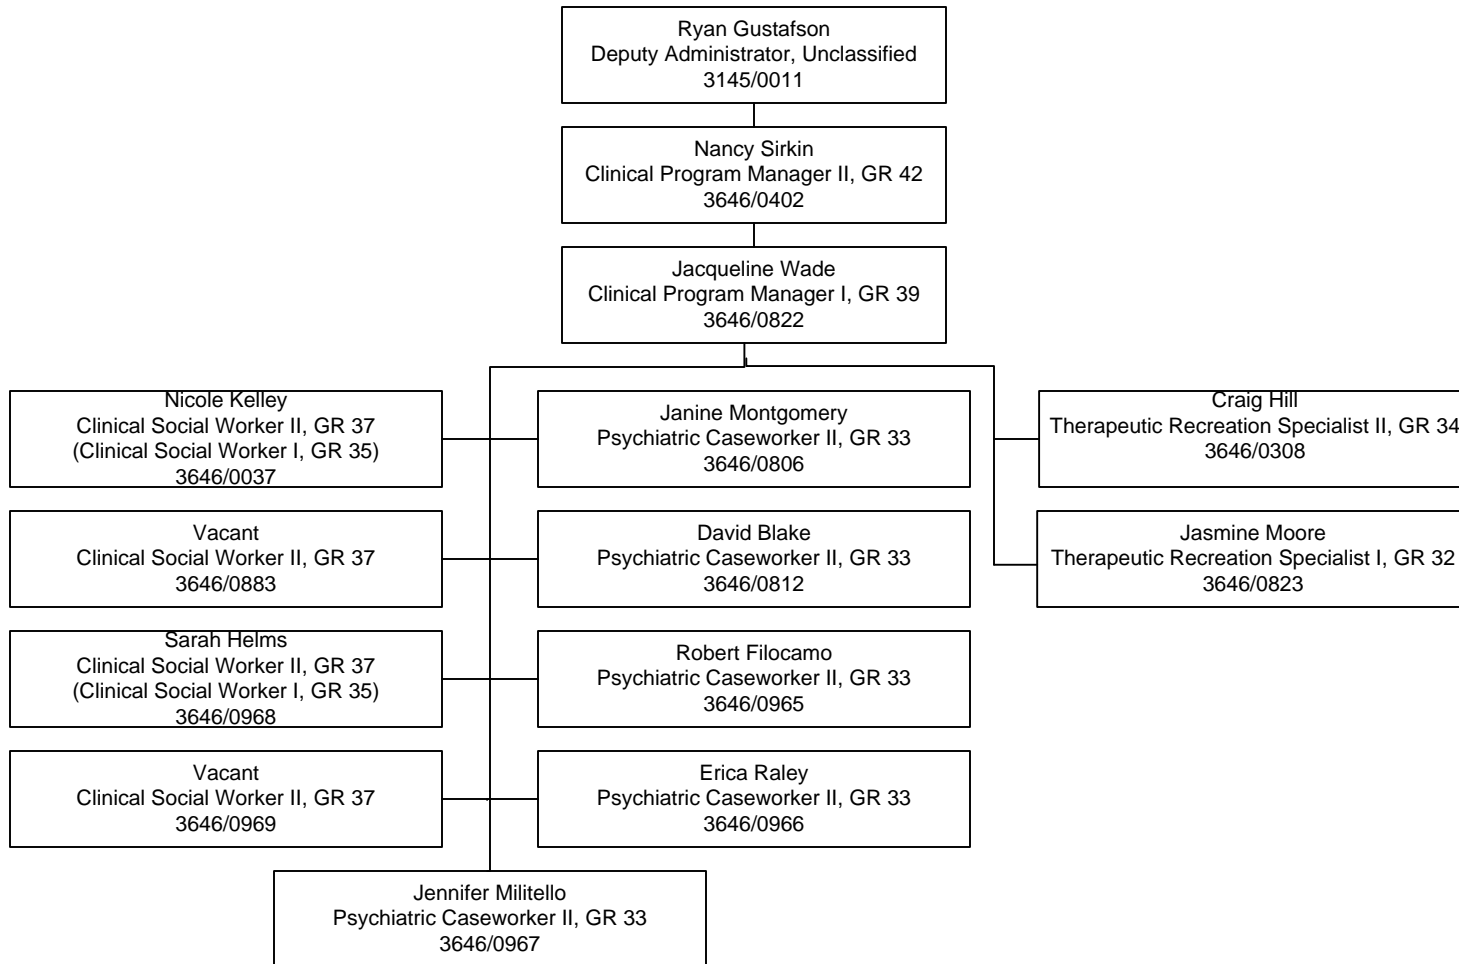 Ryan Gustafson
Deputy Administrator, Unclassified
3145/0011
Nancy Sirkin
Clinical Program Manager II, GR 42
3646/0402
Jacqueline Wade
Clinical Program Manager I, GR 39
3646/0822
Nicole Kelley
Clinical Social Worker II, GR 37
(Clinical Social Worker I, GR 35)
3646/0037
Janine Montgomery
Psychiatric Caseworker II, GR 33
3646/0806
Craig Hill
Therapeutic Recreation Specialist II, GR 34
3646/0308
Vacant
Clinical Social Worker II, GR 37
3646/0883
David Blake
Psychiatric Caseworker II, GR 33
3646/0812
Jasmine Moore
Therapeutic Recreation Specialist I, GR 32
3646/0823
Sarah Helms
Clinical Social Worker II, GR 37
(Clinical Social Worker I, GR 35)
3646/0968
Robert Filocamo
Psychiatric Caseworker II, GR 33
3646/0965
Vacant
Clinical Social Worker II, GR 37
3646/0969
Erica Raley
Psychiatric Caseworker II, GR 33
3646/0966
Jennifer Militello
Psychiatric Caseworker II, GR 33
3646/0967